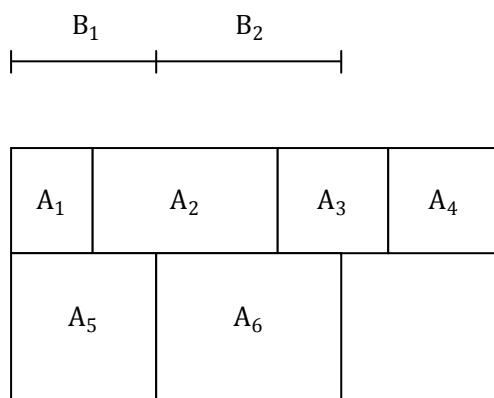 B₁ B₂
A₁ A₂ A₃ A₄
A₅ A₆